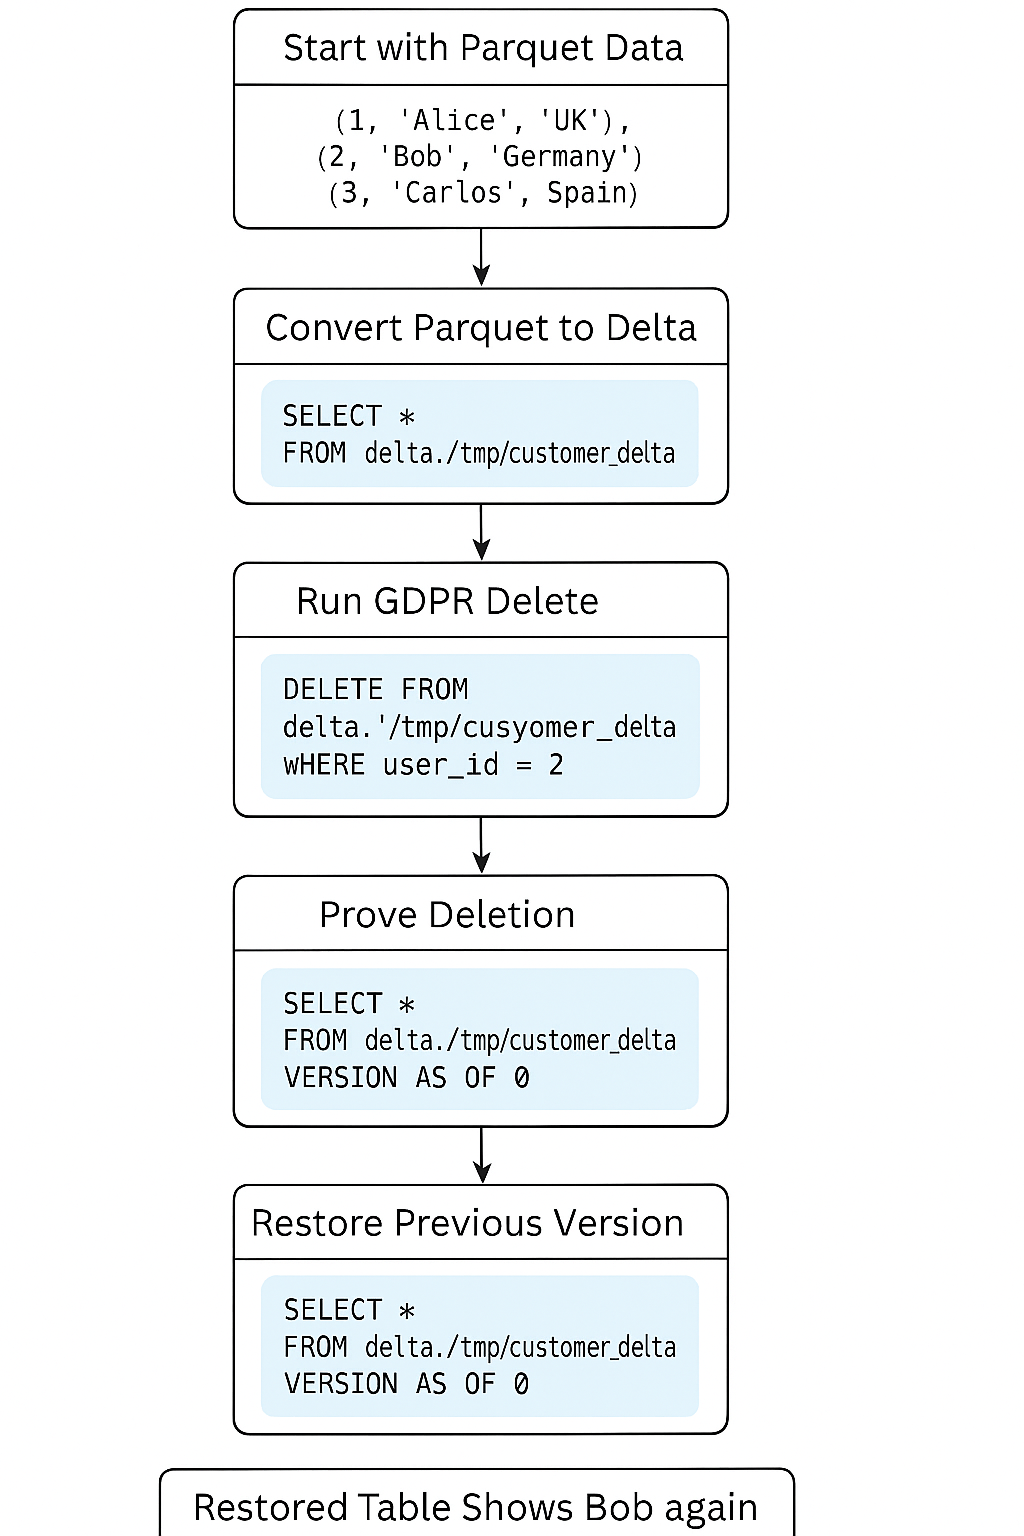 Start with Parquet Data
(1, 'Alice', 'UK'),
(2, 'Bob', 'Germany')
(3, 'Carlos', Spain)
Convert Parquet to Delta
SELECT *
FROM delta./tmp/customer_delta
Run GDPR Delete
DELETE FROM
delta.'/tmp/cusyomer_delta
wHERE user_id = 2
Prove Deletion
SELECT *
FROM delta./tmp/customer_delta
VERSION AS OF 0
Restore Previous Version
SELECT *
FROM delta./tmp/customer_delta
VERSION AS OF 0
Restored Table Shows Bob again